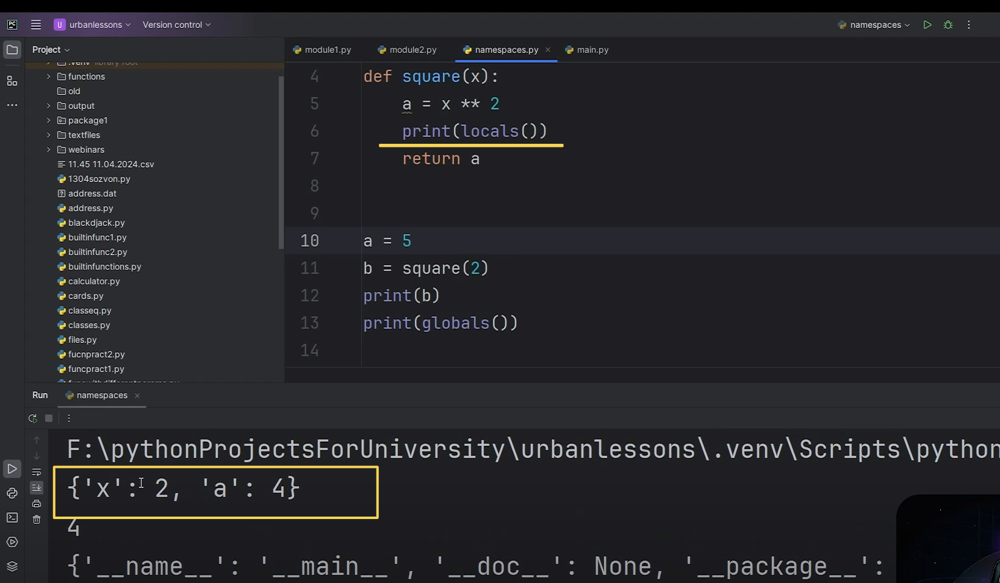 PC
U urbanlessons
Version control
namespaces
Project
module1.py
module2.py
namespaces.py
main.py
.venv library root
functions
old
output
package1
textfiles
webinars
11.45 11.04.2024.csv
1304sozvon.py
address.dat
address.py
blackdjack.py
builtinfunc1.py
builtinfunc2.py
builtinfunctions.py
calculator.py
cards.py
classeq.py
classes.py
files.py
fucnpract2.py
funcpract1.py
4 def square(x):
5 a = x ** 2
6 print(locals())
7 return a
8
9
10 a = 5
11 b = square(2)
12 print(b)
13 print(globals())
14
Run
namespaces
F:\pythonProjectsForUniversity\urbanlessons\.venv\Scripts\python
{'x': 2, 'a': 4}
4
{'__name__': '__main__', '__doc__': None, '__package__':